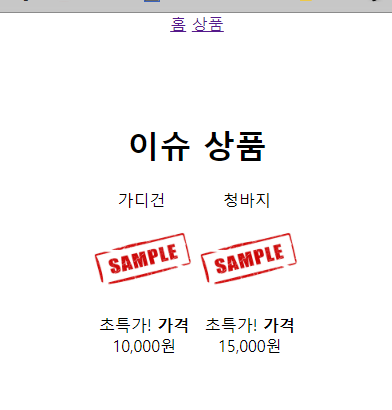 홈 상품
이슈 상품
가디건 청바지
SAMPLE SAMPLE
초특가! 가격 초특가! 가격
10,000원 15,000원